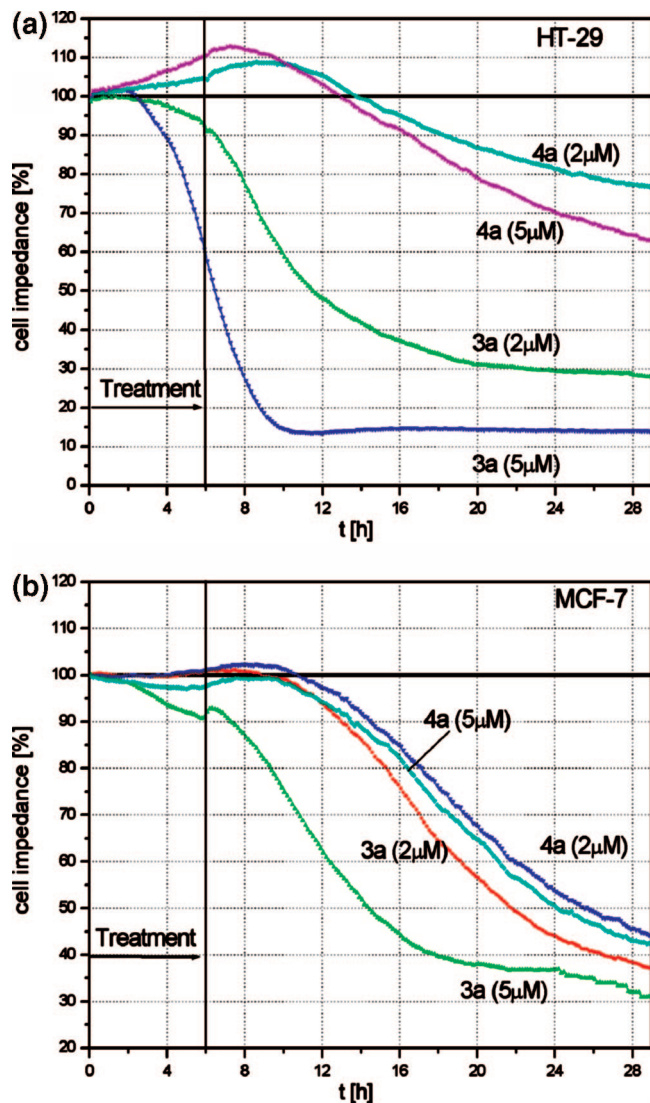 (a)
HT-29
120
110
100
90
80
70
60
50
40
30
20
10
0
cell impedance [%]
4a (2µM)
4a (5µM)
3a (2µM)
Treatment
3a (5µM)
0 4 8 12 16 20 24 28
t [h]
(b)
MCF-7
120
110
100
90
80
70
60
50
40
30
20
cell impedance [%]
4a (5µM)
3a (2µM)
4a (2µM)
Treatment
3a (5µM)
0 4 8 12 16 20 24 28
t [h]